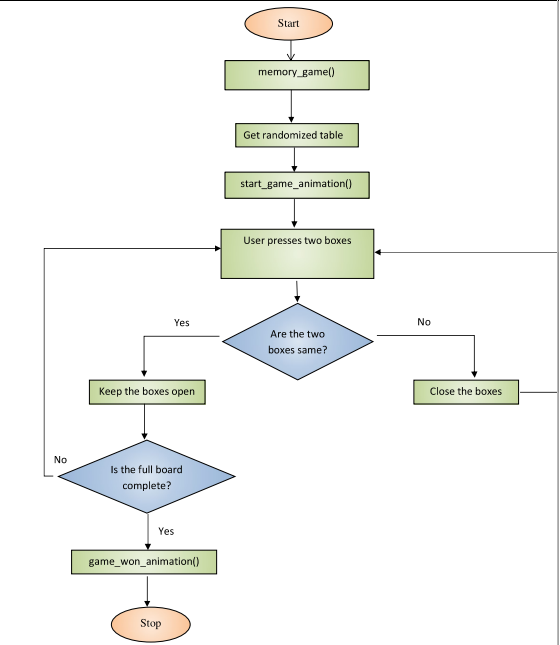 Start
memory_game()
Get randomized table
start_game_animation()
User presses two boxes
Are the two
boxes same?
Yes
No
Keep the boxes open
Close the boxes
Is the full board
complete?
No
Yes
game_won_animation()
Stop